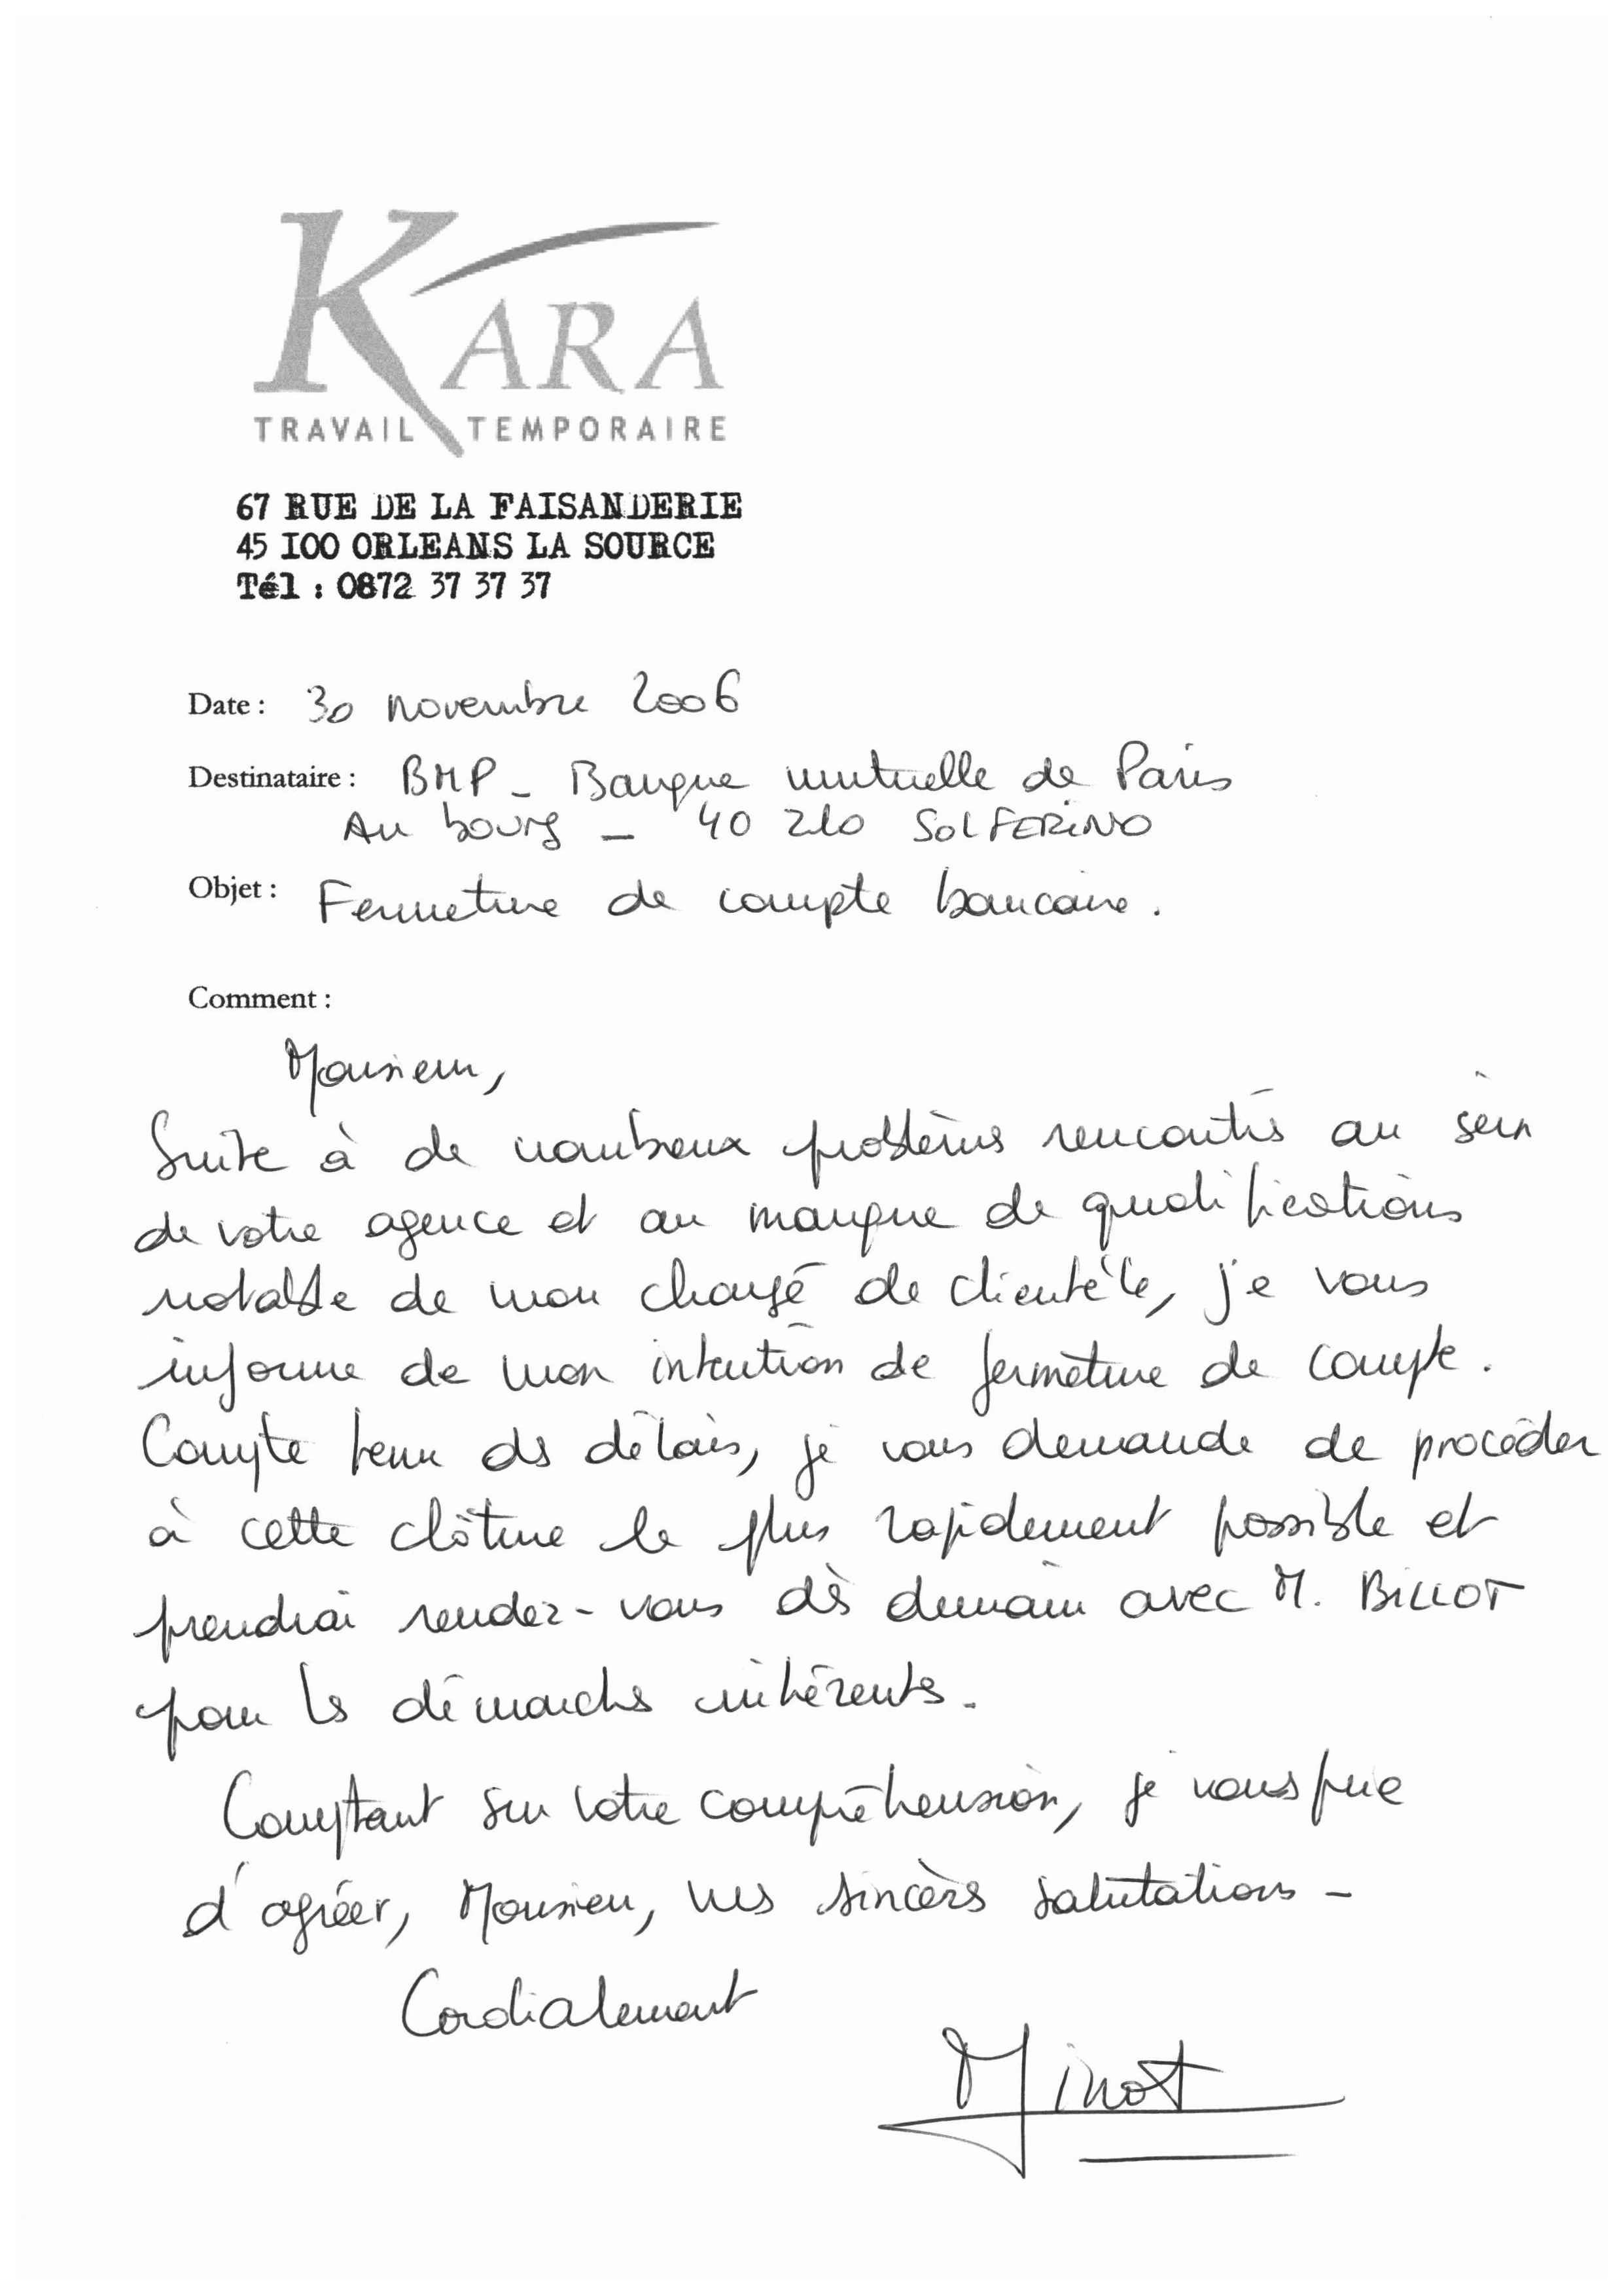 KARA
TRAVAIL TEMPORAIRE
67 RUE DE LA FAISANDERIE
45 100 ORLEANS LA SOURCE
Tél : 0872 37 37 37
Date : 30 novembre 2006
Destinataire : BMP - Banque mutuelle de Paris
Au bourg - 40 210 SOLFERINO
Objet : Fermeture de compte bancaire.
Comment :
Monsieur,
Suite à de nombreux problèmes rencontrés au sein
de votre agence et au manque de qualifications
notable de mon chargé de clientèle, je vous
informe de mon intention de fermeture de compte.
Compte tenu des délais, je vous demande de procéder
à cette clôture le plus rapidement possible et
prendrai rendez-vous dès demain avec M. BILLOT
pour les démarches inhérentes.
Comptant sur votre compréhension, je vous prie
d'agréer, Monsieur, mes sincères salutations -
Cordialement
Minot